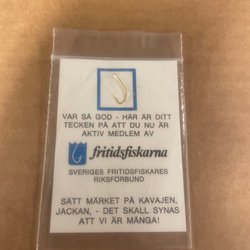 VAR SÅ GOD - HÄR ÄR DITT
TECKEN PÅ ATT DU NU ÄR
AKTIV MEDLEM AV
fritidsfiskarna
SVERIGES FRITIDSFISKARES
RIKSFÖRBUND
SÄTT MÄRKET PÅ KAVAJEN,
JACKAN, - DET SKALL SYNAS
ATT VI ÄR MÅNGA!